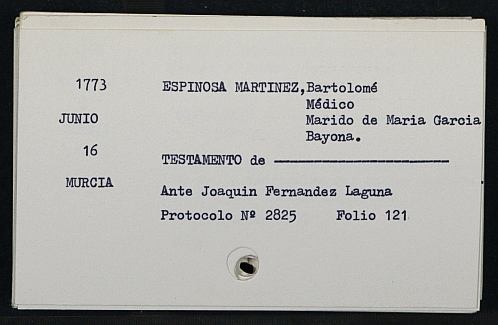 1773
ESPINOSA MARTINEZ,Bartolomé
Médico
JUNIO
Marido de Maria Garcia
Bayona.
16
TESTAMENTO de ————————
MURCIA
Ante Joaquin Fernandez Laguna
Protocolo Nº 2825 Folio 121